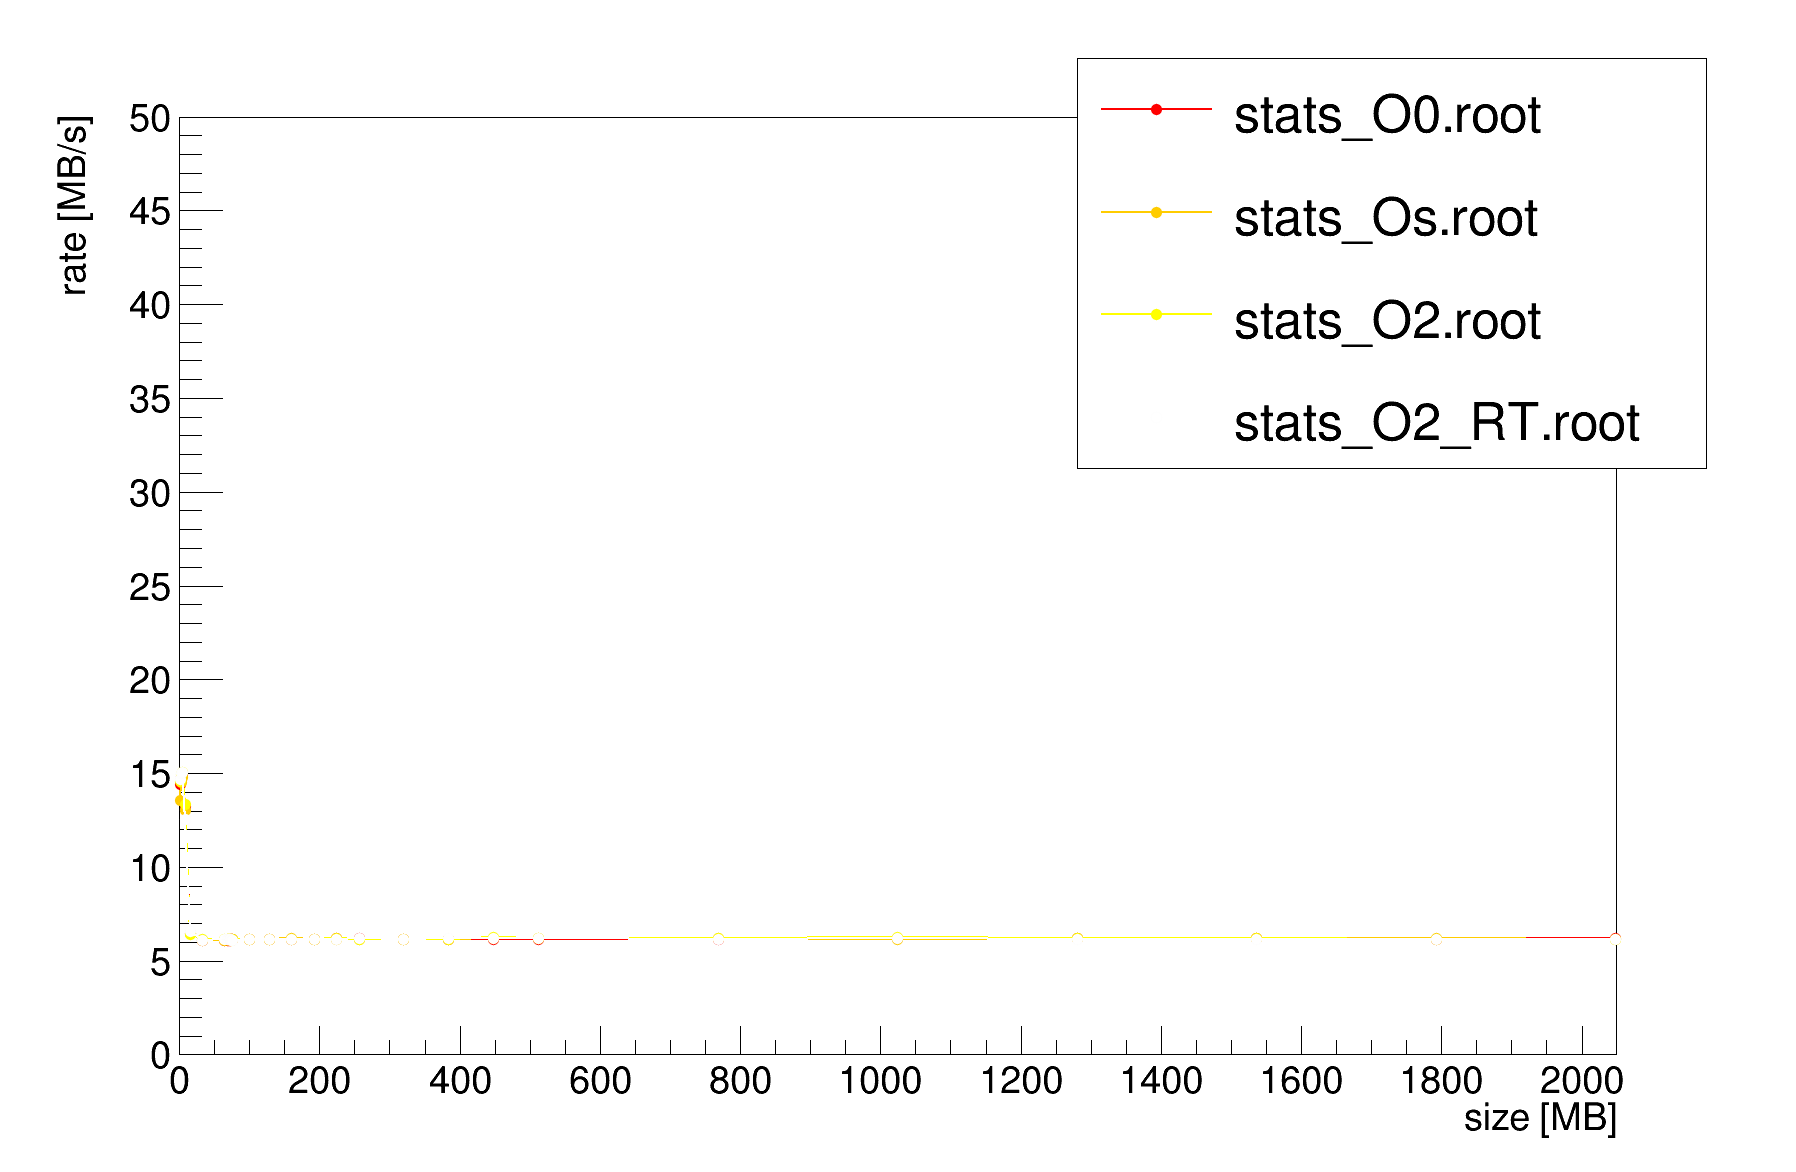 stats_O0.root
stats_Os.root
stats_O2.root
stats_O2_RT.root
rate [MB/s]
50
45
40
35
30
25
20
15
10
5
0
0 200 400 600 800 1000 1200 1400 1600 1800 2000
size [MB]